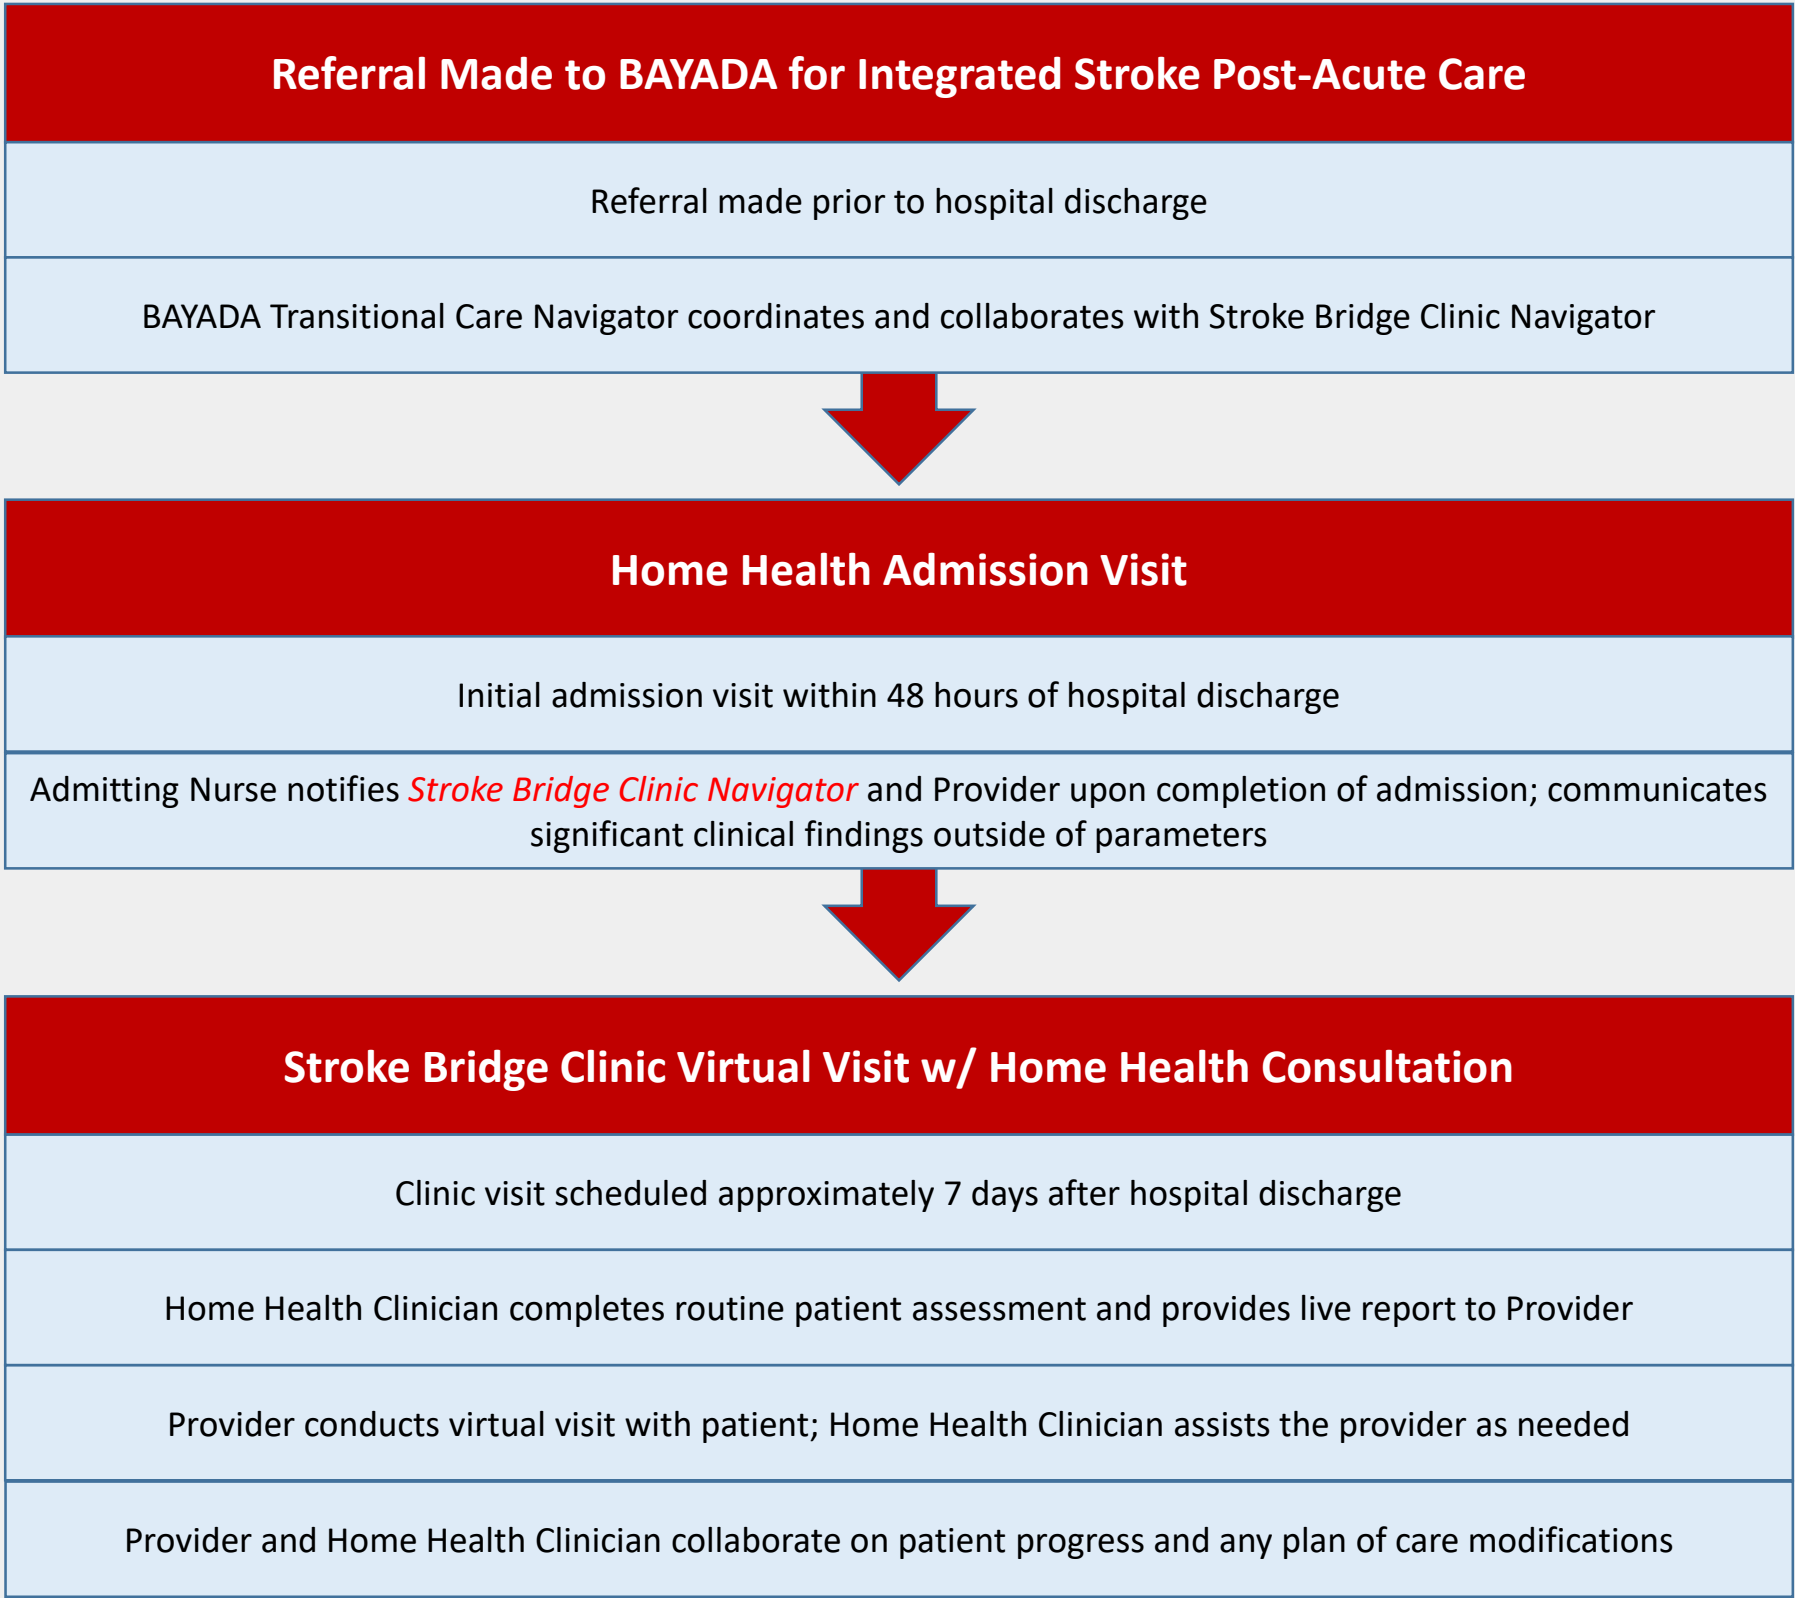 Referral Made to BAYADA for Integrated Stroke Post-Acute Care
Referral made prior to hospital discharge
BAYADA Transitional Care Navigator coordinates and collaborates with Stroke Bridge Clinic Navigator
Home Health Admission Visit
Initial admission visit within 48 hours of hospital discharge
Admitting Nurse notifies Stroke Bridge Clinic Navigator and Provider upon completion of admission; communicates
significant clinical findings outside of parameters
Stroke Bridge Clinic Virtual Visit w/ Home Health Consultation
Clinic visit scheduled approximately 7 days after hospital discharge
Home Health Clinician completes routine patient assessment and provides live report to Provider
Provider conducts virtual visit with patient; Home Health Clinician assists the provider as needed
Provider and Home Health Clinician collaborate on patient progress and any plan of care modifications